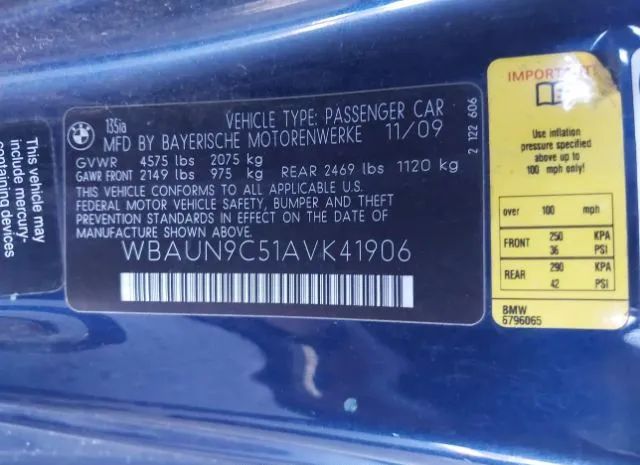 This vehicle may
include mercury-
containing devices
BMW
135ia
VEHICLE TYPE: PASSENGER CAR
MFD BY BAYERISCHE MOTORENWERKE 11/09
GVWR 4575 lbs 2075 kg
GAWR FRONT 2149 lbs 975 kg REAR 2469 lbs 1120 kg
THIS VEHICLE CONFORMS TO ALL APPLICABLE U.S.
FEDERAL MOTOR VEHICLE SAFETY, BUMPER AND THEFT
PREVENTION STANDARDS IN EFFECT ON THE DATE OF
MANUFACTURE SHOWN ABOVE.
WBAUN9C51AVK41906
2 122 606
IMPORTANT!
Use inflation
pressure specified
above up to
100 mph only!
over 100 mph
FRONT 250 KPA
36 PSI
REAR 290 KPA
42 PSI
BMW
6796065